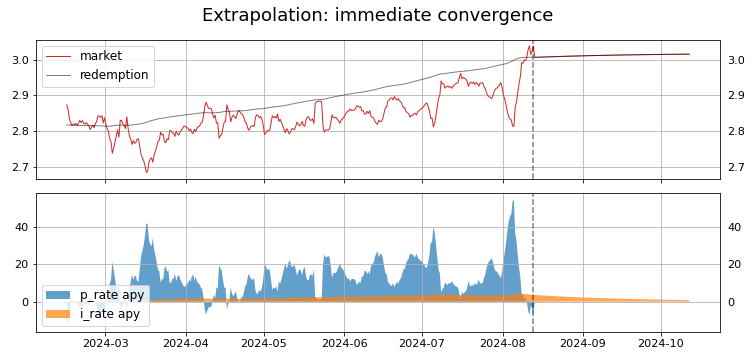 Extrapolation: immediate convergence
market
redemption
3.0
2.9
2.8
2.7
3.0
2.9
2.8
2.7
p_rate apy
i_rate apy
40
20
0
40
20
0
2024-03 2024-04 2024-05 2024-06 2024-07 2024-08 2024-09 2024-10